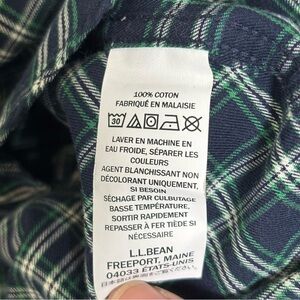 100% COTON
FABRIQUÉ EN MALAISIE
30
LAVER EN MACHINE EN
EAU FROIDE, SÉPARER LES
COULEURS
AGENT BLANCHISSANT NON
DÉCOLORANT UNIQUEMENT,
SI BESOIN
SÉCHAGE PAR CULBUTAGE
BASSE TEMPÉRATURE,
SORTIR RAPIDEMENT
REPASSER À FER TIÈDE SI
NÉCESSAIRE
L.L.BEAN
FREEPORT, MAINE
04033 ÉTATS-UNIS